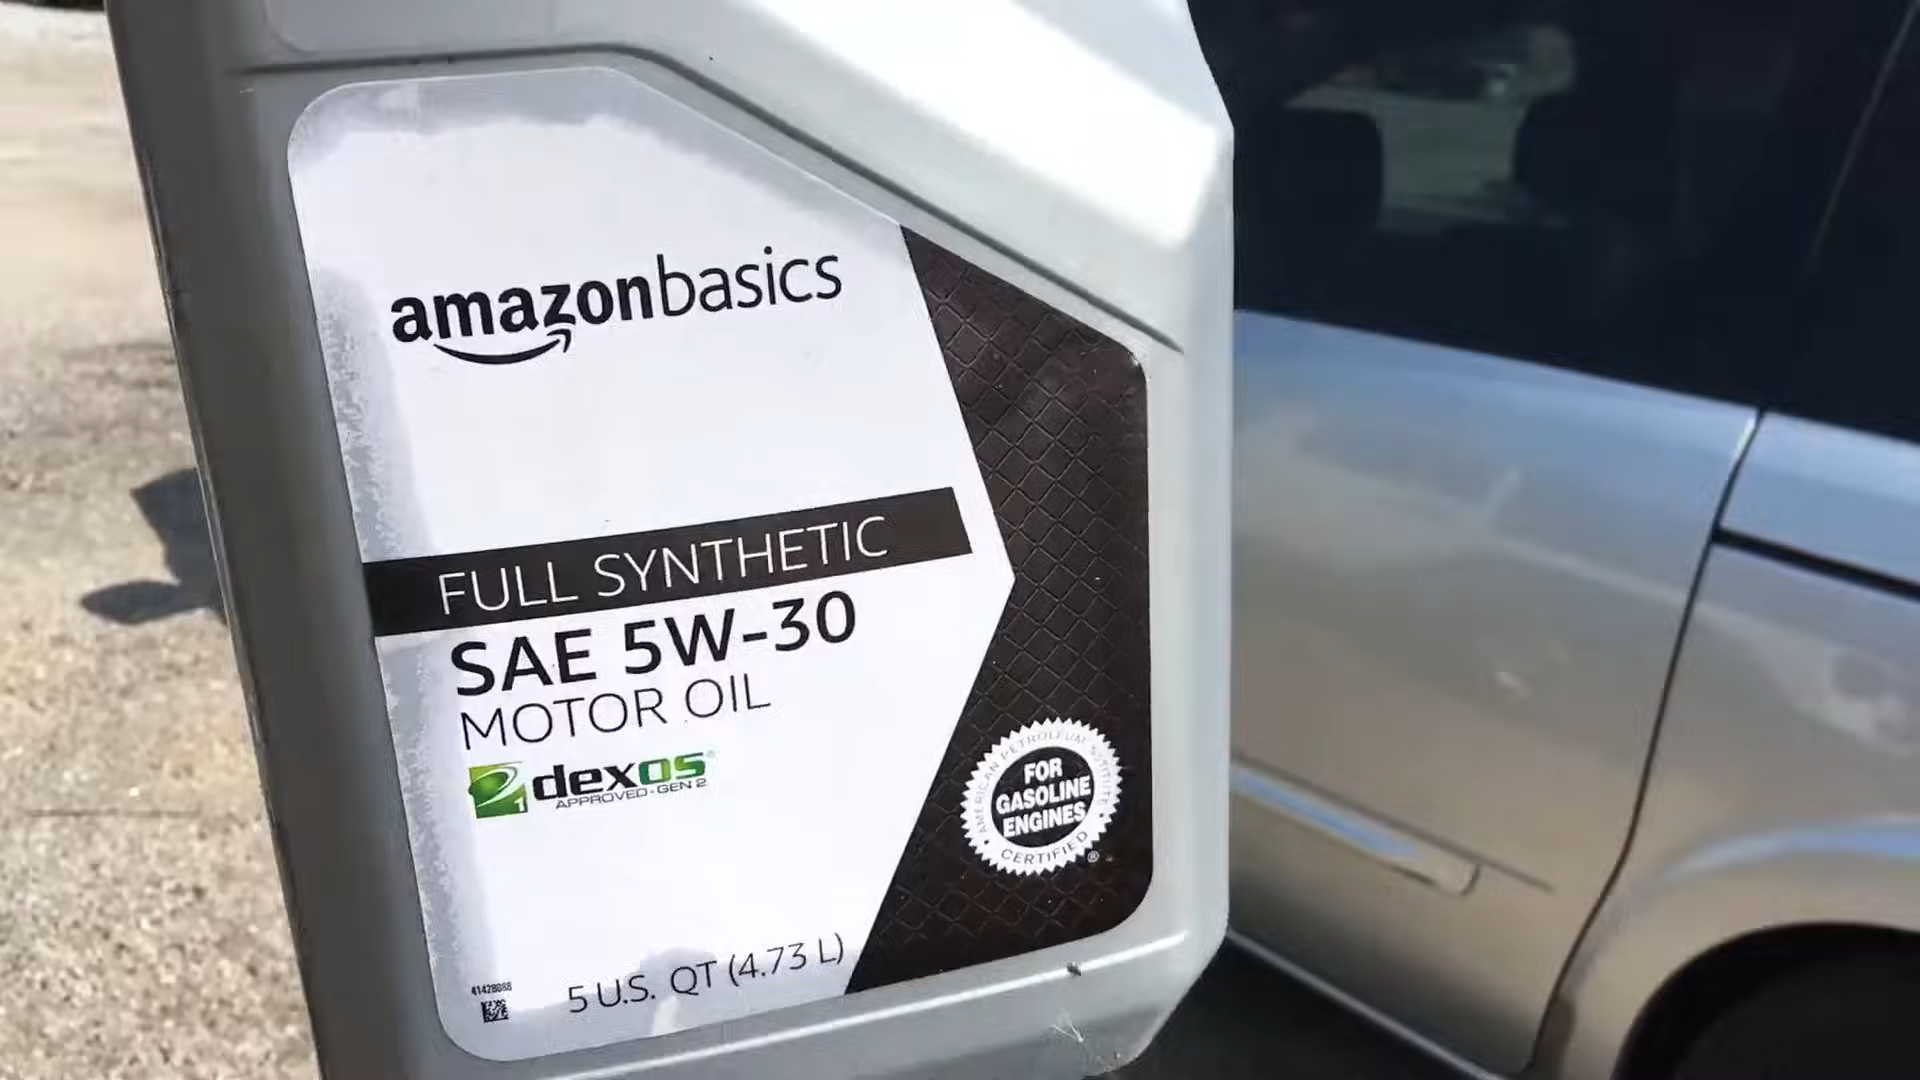 amazonbasics
FULL SYNTHETIC
SAE 5W-30
MOTOR OIL
1 dexos®
APPROVED-GEN 2
AMERICAN PETROLEUM INSTITUTE
FOR
GASOLINE
ENGINES
CERTIFIED ®
5 U.S. QT (4.73 L)